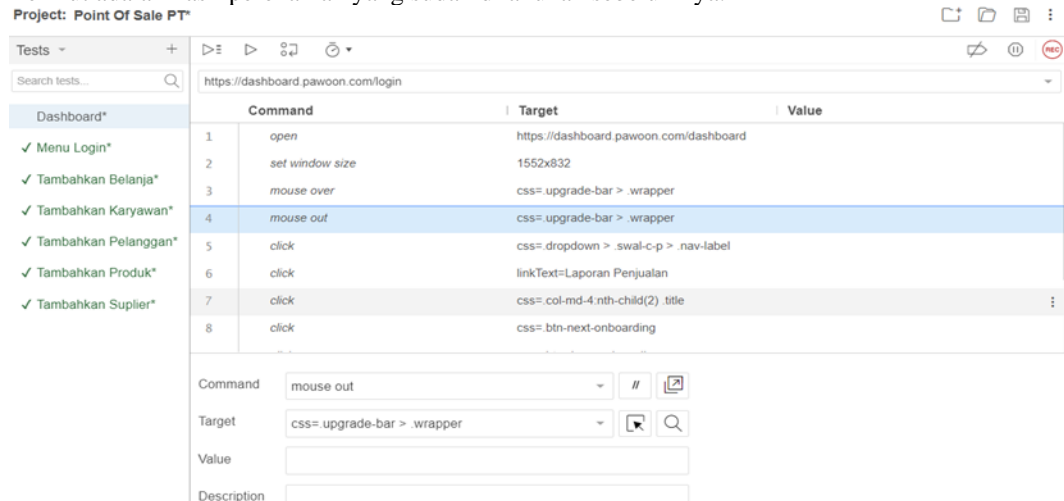 Project: Point Of Sale PT*
Tests
Search tests...
Dashboard*
✓ Menu Login*
✓ Tambahkan Belanja*
✓ Tambahkan Karyawan*
✓ Tambahkan Pelanggan*
✓ Tambahkan Produk*
✓ Tambahkan Suplier*
REC
https://dashboard.pawoon.com/login
Command Target Value
1 open https://dashboard.pawoon.com/dashboard
2 set window size 1552x832
3 mouse over css=.upgrade-bar > .wrapper
4 mouse out css=.upgrade-bar > .wrapper
5 click css=.dropdown > .swal-c-p > .nav-label
6 click linkText=Laporan Penjualan
7 click css=.col-md-4:nth-child(2) .title
8 click css=.btn-next-onboarding
Command mouse out //
Target css=.upgrade-bar > .wrapper
Value
Description